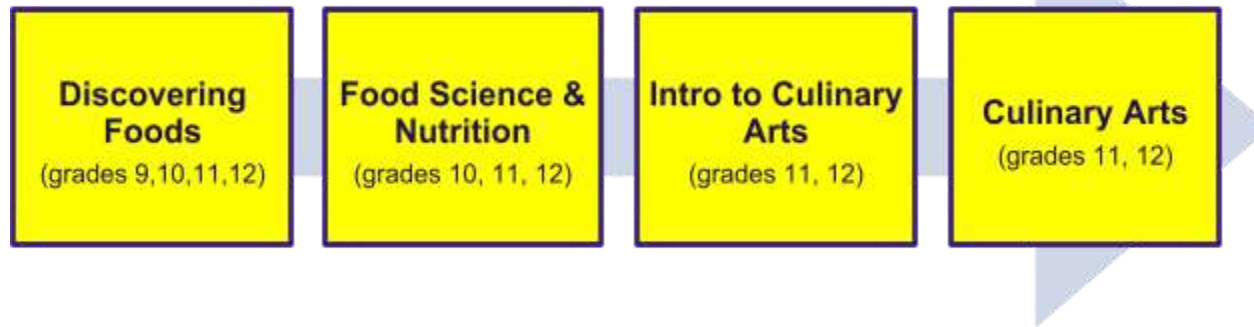 Discovering
Foods
(grades 9,10,11,12)
Food Science &
Nutrition
(grades 10, 11, 12)
Intro to Culinary
Arts
(grades 11, 12)
Culinary Arts
(grades 11, 12)